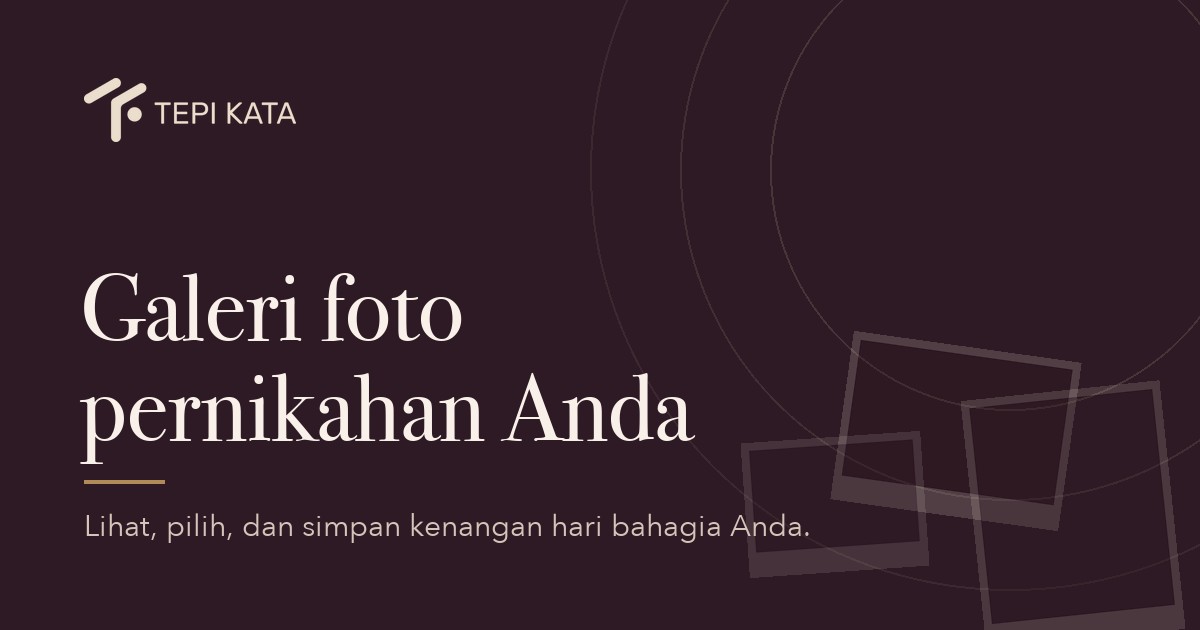 TEPI KATA
Galeri foto
pernikahan Anda
Lihat, pilih, dan simpan kenangan hari bahagia Anda.